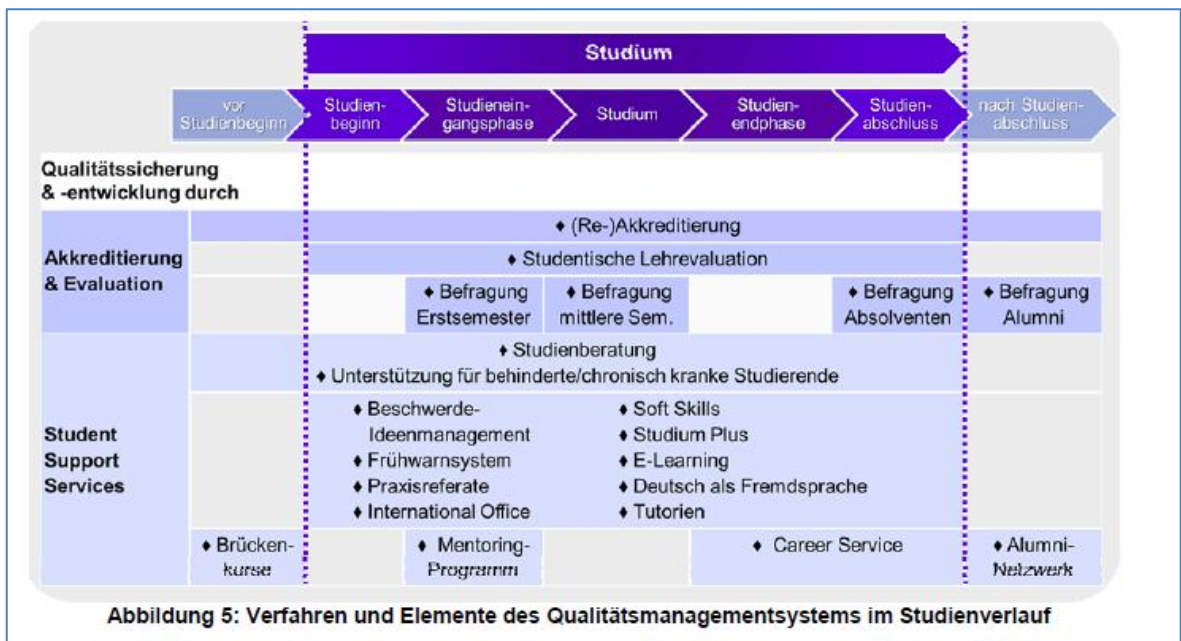 Studium
vor
Studienbeginn
Studien-
beginn
Studienein-
gangsphase
Studium
Studien-
endphase
Studien-
abschluss
nach Studien-
abschluss
Qualitätssicherung
& -entwicklung durch
Akkreditierung
& Evaluation
♦ (Re-)Akkreditierung
♦ Studentische Lehrevaluation
♦ Befragung
Erstsemester
♦ Befragung
mittlere Sem.
♦ Befragung
Absolventen
♦ Befragung
Alumni
Student
Support
Services
♦ Studienberatung
♦ Unterstützung für behinderte/chronisch kranke Studierende
♦ Beschwerde-
Ideenmanagement
♦ Frühwarnsystem
♦ Praxisreferate
♦ International Office
♦ Soft Skills
♦ Studium Plus
♦ E-Learning
♦ Deutsch als Fremdsprache
♦ Tutorien
♦ Brücken-
kurse
♦ Mentoring-
Programm
♦ Career Service
♦ Alumni-
Netzwerk
Abbildung 5: Verfahren und Elemente des Qualitätsmanagementsystems im Studienverlauf